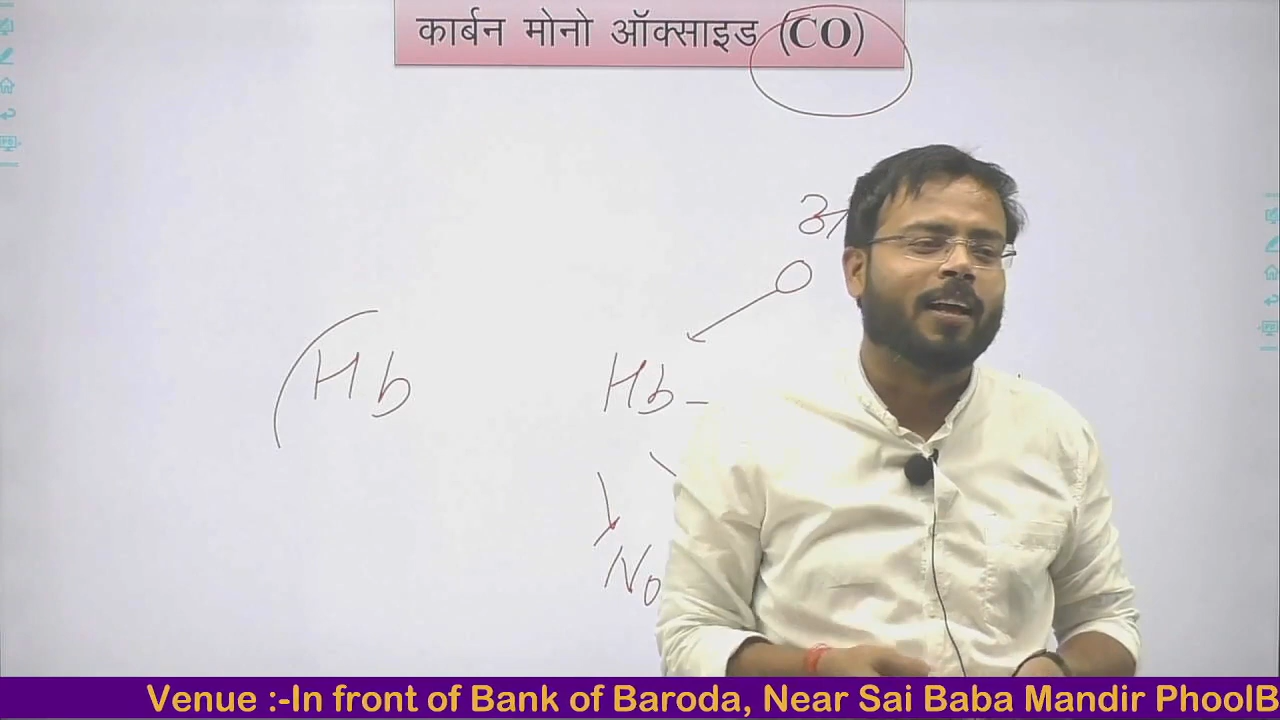 कार्बन मोनो ऑक्साइड (CO)
Hb
Hb -
No
Venue :-In front of Bank of Baroda, Near Sai Baba Mandir PhoolB